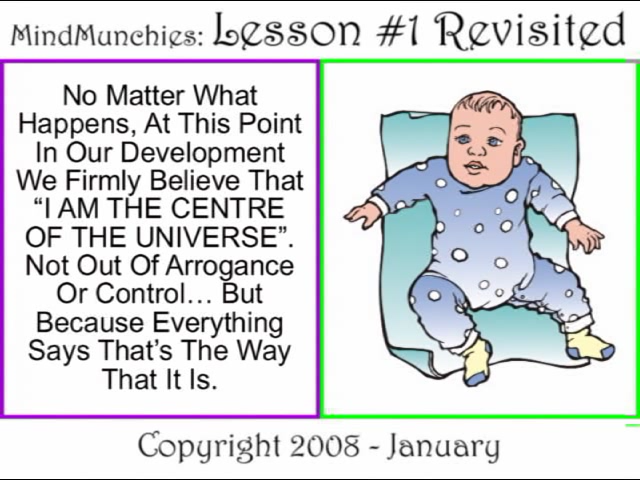 MindMunchies: Lesson #1 Revisited
No Matter What
Happens, At This Point
In Our Development
We Firmly Believe That
“I AM THE CENTRE
OF THE UNIVERSE”.
Not Out Of Arrogance
Or Control... But
Because Everything
Says That’s The Way
That It Is.
Copyright 2008 - January